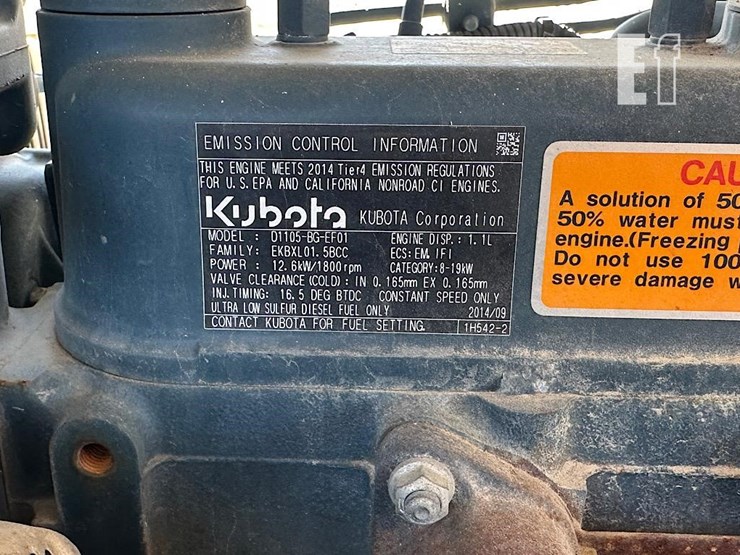 Ef
EMISSION CONTROL INFORMATION
THIS ENGINE MEETS 2014 Tier4 EMISSION REGULATIONS
FOR U.S.EPA AND CALIFORNIA NONROAD CI ENGINES.
Kubota KUBOTA Corporation
MODEL : D1105-BG-EF01 ENGINE DISP.: 1.1L
FAMILY: EKBXL01.5BCC ECS: EM, IFI
POWER : 12.6kW/1800rpm CATEGORY:8-19kW
VALVE CLEARANCE (COLD) : IN 0.165mm EX 0.165mm
INJ.TIMING: 16.5 DEG BTDC CONSTANT SPEED ONLY
ULTRA LOW SULFUR DIESEL FUEL ONLY 2014/09
CONTACT KUBOTA FOR FUEL SETTING. 1H542-2
CAU
A solution of 50
50% water must
engine.(Freezing
Do not use 100
severe damage w